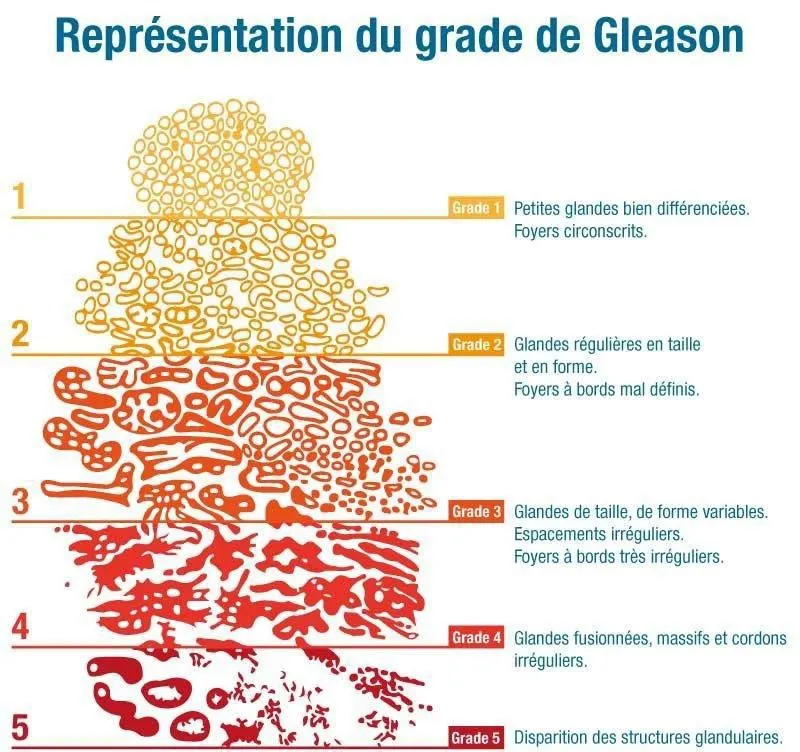 Représentation du grade de Gleason
1
Grade 1
Petites glandes bien différenciées.
Foyers circonscrits.
2
Grade 2
Glandes régulières en taille
et en forme.
Foyers à bords mal définis.
3
Grade 3
Glandes de taille, de forme variables.
Espacements irréguliers.
Foyers à bords très irréguliers.
4
Grade 4
Glandes fusionnées, massifs et cordons
irréguliers.
5
Grade 5
Disparition des structures glandulaires.